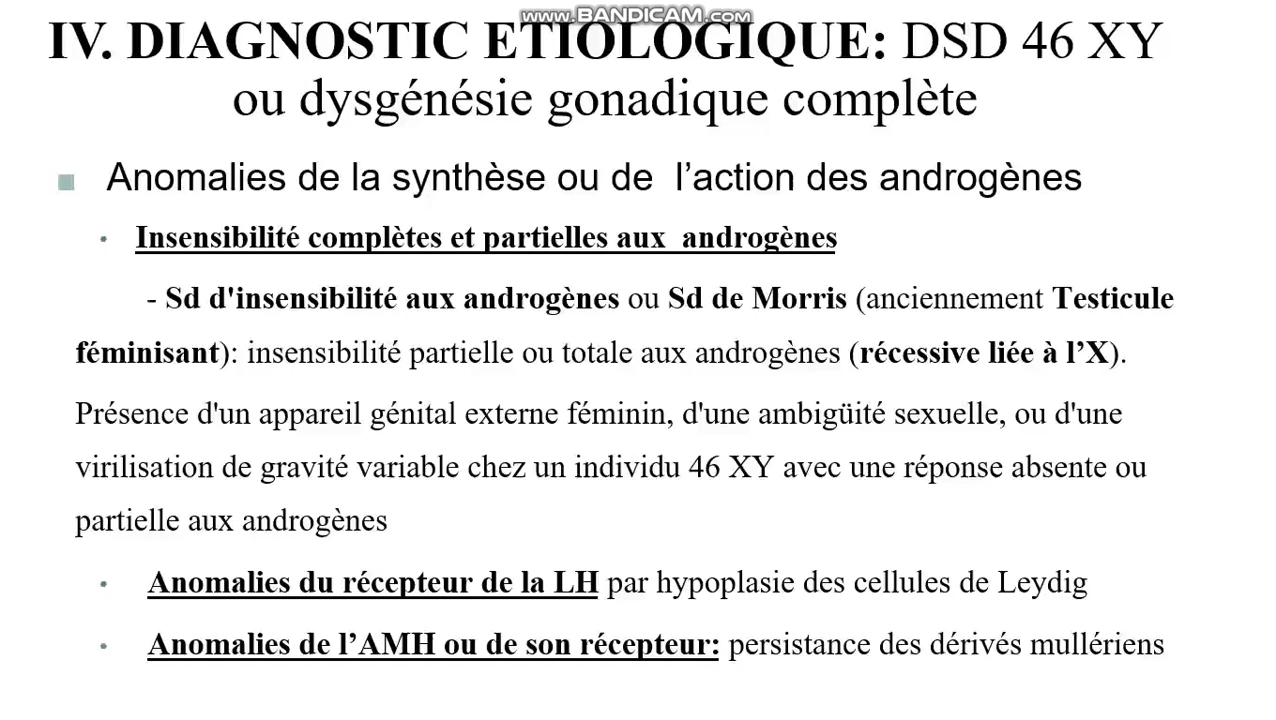 www.BANDICAM.com
IV. DIAGNOSTIC ETIOLOGIQUE: DSD 46 XY
ou dysgénésie gonadique complète
Anomalies de la synthèse ou de l’action des androgènes
Insensibilité complètes et partielles aux androgènes
- Sd d'insensibilité aux androgènes ou Sd de Morris (anciennement Testicule
féminisant): insensibilité partielle ou totale aux androgènes (récessive liée à l’X).
Présence d'un appareil génital externe féminin, d'une ambigüité sexuelle, ou d'une
virilisation de gravité variable chez un individu 46 XY avec une réponse absente ou
partielle aux androgènes
Anomalies du récepteur de la LH par hypoplasie des cellules de Leydig
Anomalies de l’AMH ou de son récepteur: persistance des dérivés mullériens